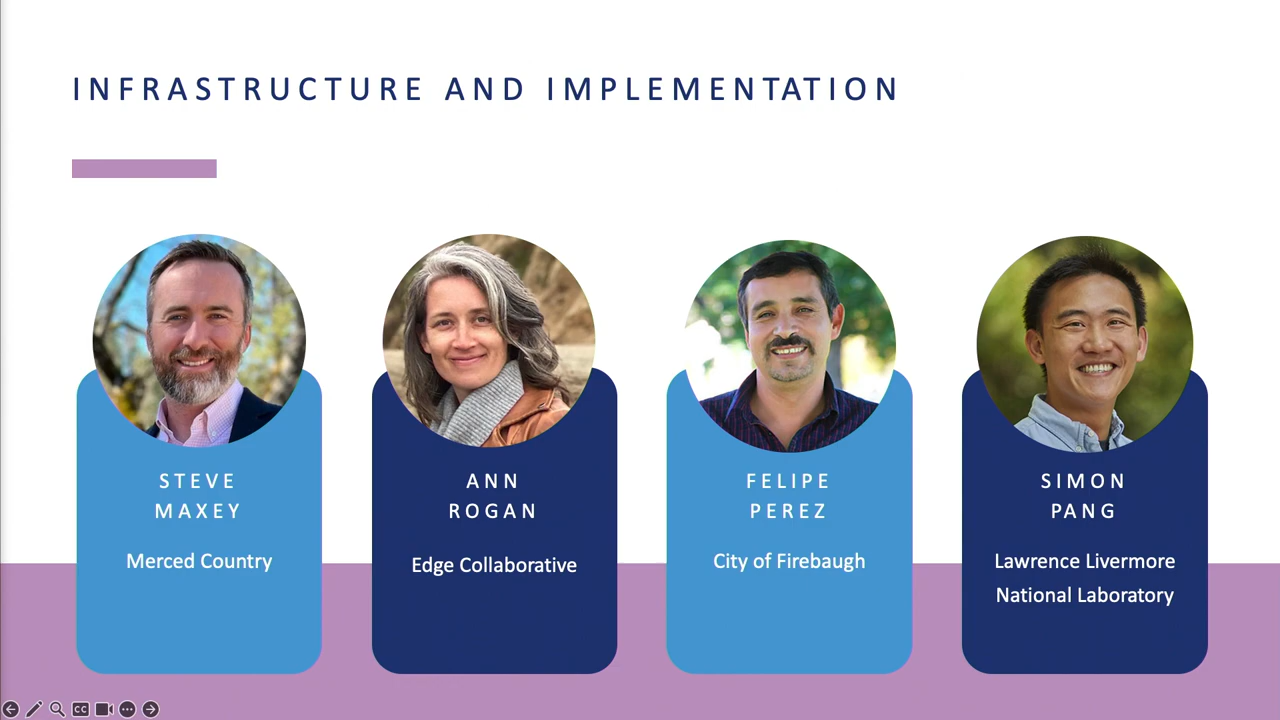 INFRASTRUCTURE AND IMPLEMENTATION
STEVE
MAXEY
Merced Country
ANN
ROGAN
Edge Collaborative
FELIPE
PEREZ
City of Firebaugh
SIMON
PANG
Lawrence Livermore
National Laboratory
CC